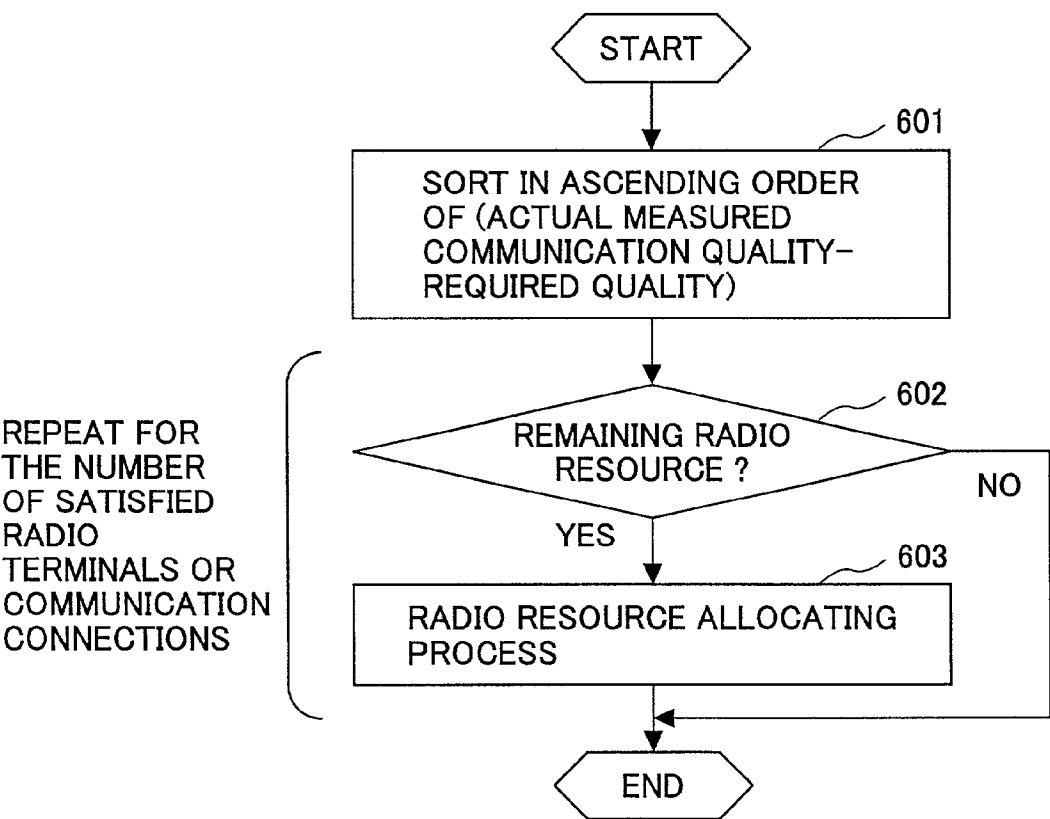 START
601
SORT IN ASCENDING ORDER
OF (ACTUAL MEASURED
COMMUNICATION QUALITY-
REQUIRED QUALITY)
602
REMAINING RADIO
RESOURCE ?
NO
YES
REPEAT FOR
THE NUMBER
OF SATISFIED
RADIO
TERMINALS OR
COMMUNICATION
CONNECTIONS
603
RADIO RESOURCE ALLOCATING
PROCESS
END